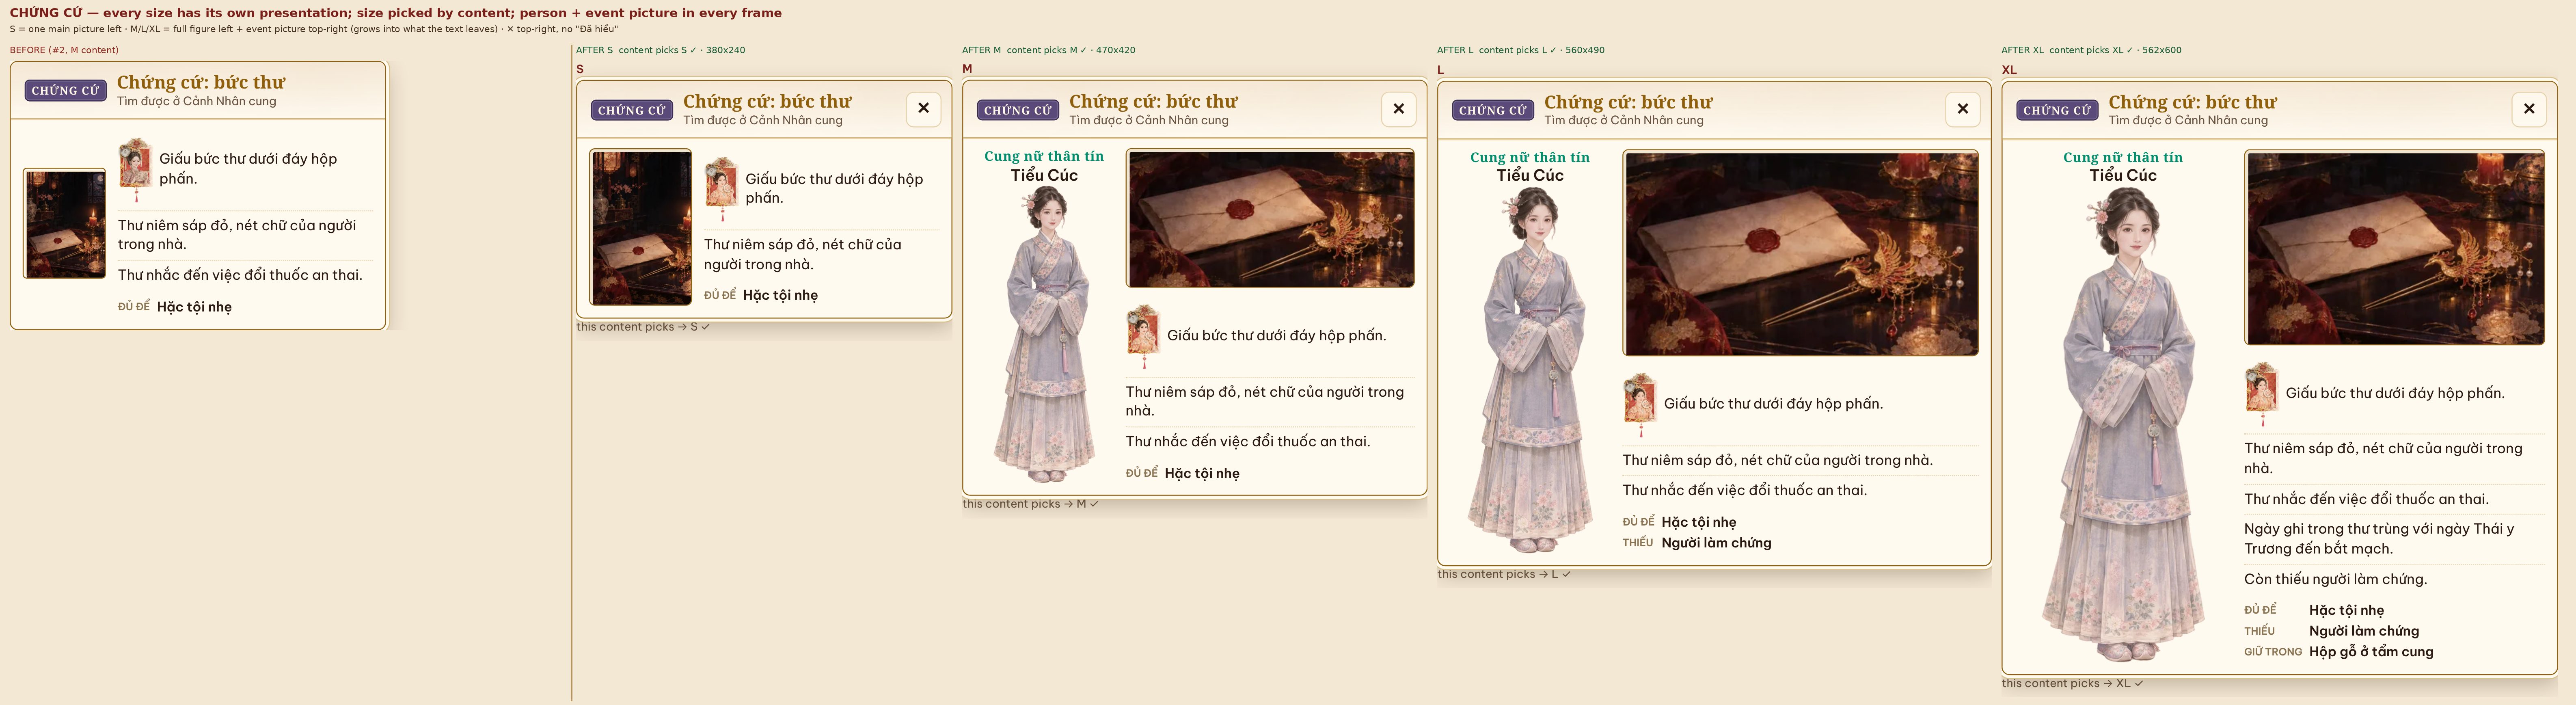 CHỨNG CỨ — every size has its own presentation; size picked by content; person + event picture in every frame
S = one main picture left · M/L/XL = full figure left + event picture top-right (grows into what the text leaves) · ✕ top-right, no "Đã hiểu"
BEFORE (#2, M content)
CHỨNG CỨ
Chứng cứ: bức thư
Tìm được ở Cảnh Nhân cung
Giấu bức thư dưới đáy hộp
phấn.
Thư niêm sáp đỏ, nét chữ của người
trong nhà.
Thư nhắc đến việc đổi thuốc an thai.
ĐỦ ĐỂ Hặc tội nhẹ
AFTER S content picks S ✓ · 380x240
S
CHỨNG CỨ
Chứng cứ: bức thư
Tìm được ở Cảnh Nhân cung
✕
Giấu bức thư dưới đáy hộp
phấn.
Thư niêm sáp đỏ, nét chữ của
người trong nhà.
ĐỦ ĐỂ Hặc tội nhẹ
this content picks → S ✓
AFTER M content picks M ✓ · 470x420
M
CHỨNG CỨ
Chứng cứ: bức thư
Tìm được ở Cảnh Nhân cung
✕
Cung nữ thân tín
Tiểu Cúc
Giấu bức thư dưới đáy hộp phấn.
Thư niêm sáp đỏ, nét chữ của người trong
nhà.
Thư nhắc đến việc đổi thuốc an thai.
ĐỦ ĐỂ Hặc tội nhẹ
this content picks → M ✓
AFTER L content picks L ✓ · 560x490
L
CHỨNG CỨ
Chứng cứ: bức thư
Tìm được ở Cảnh Nhân cung
✕
Cung nữ thân tín
Tiểu Cúc
Giấu bức thư dưới đáy hộp phấn.
Thư niêm sáp đỏ, nét chữ của người trong nhà.
Thư nhắc đến việc đổi thuốc an thai.
ĐỦ ĐỂ Hặc tội nhẹ
THIẾU Người làm chứng
this content picks → L ✓
AFTER XL content picks XL ✓ · 562x600
XL
CHỨNG CỨ
Chứng cứ: bức thư
Tìm được ở Cảnh Nhân cung
✕
Cung nữ thân tín
Tiểu Cúc
Giấu bức thư dưới đáy hộp phấn.
Thư niêm sáp đỏ, nét chữ của người trong
nhà.
Thư nhắc đến việc đổi thuốc an thai.
Ngày ghi trong thư trùng với ngày Thái y
Trương đến bắt mạch.
Còn thiếu người làm chứng.
ĐỦ ĐỂ Hặc tội nhẹ
THIẾU Người làm chứng
GIỮ TRONG Hộp gỗ ở tẩm cung
this content picks → XL ✓